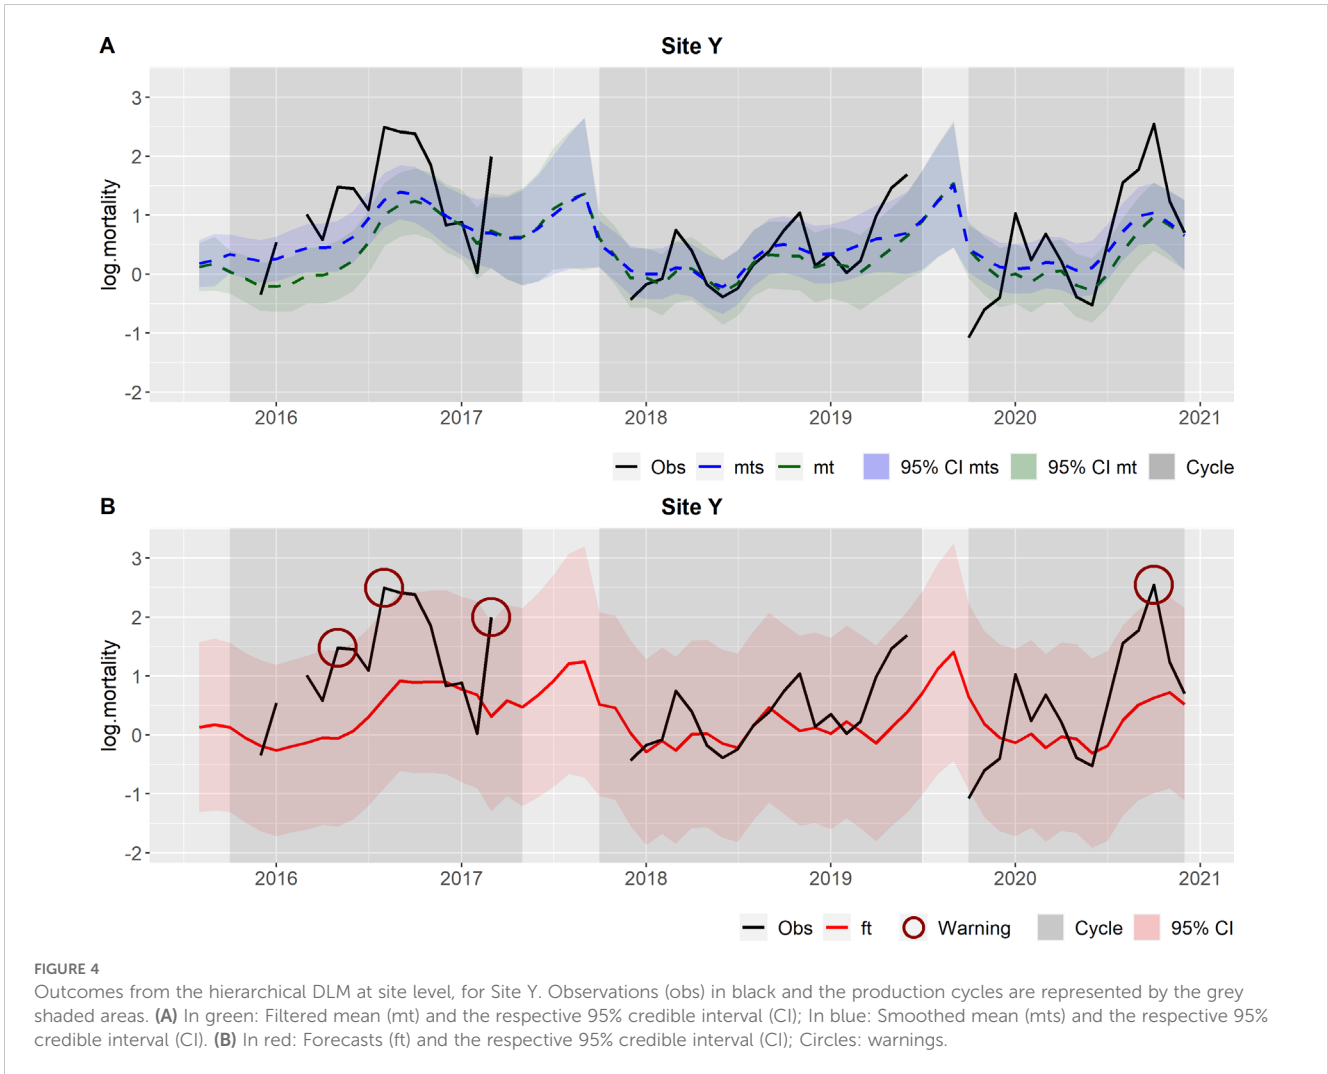 A
Site Y
3
2
1
0
-1
-2
log.mortality
2016 2017 2018 2019 2020 2021
Obs mts mt 95% CI mts 95% CI mt Cycle
B
Site Y
3
2
1
0
-1
-2
log.mortality
2016 2017 2018 2019 2020 2021
Obs ft Warning Cycle 95% CI
FIGURE 4
Outcomes from the hierarchical DLM at site level, for Site Y. Observations (obs) in black and the production cycles are represented by the grey
shaded areas. (A) In green: Filtered mean (mt) and the respective 95% credible interval (CI); In blue: Smoothed mean (mts) and the respective 95%
credible interval (CI). (B) In red: Forecasts (ft) and the respective 95% credible interval (CI); Circles: warnings.